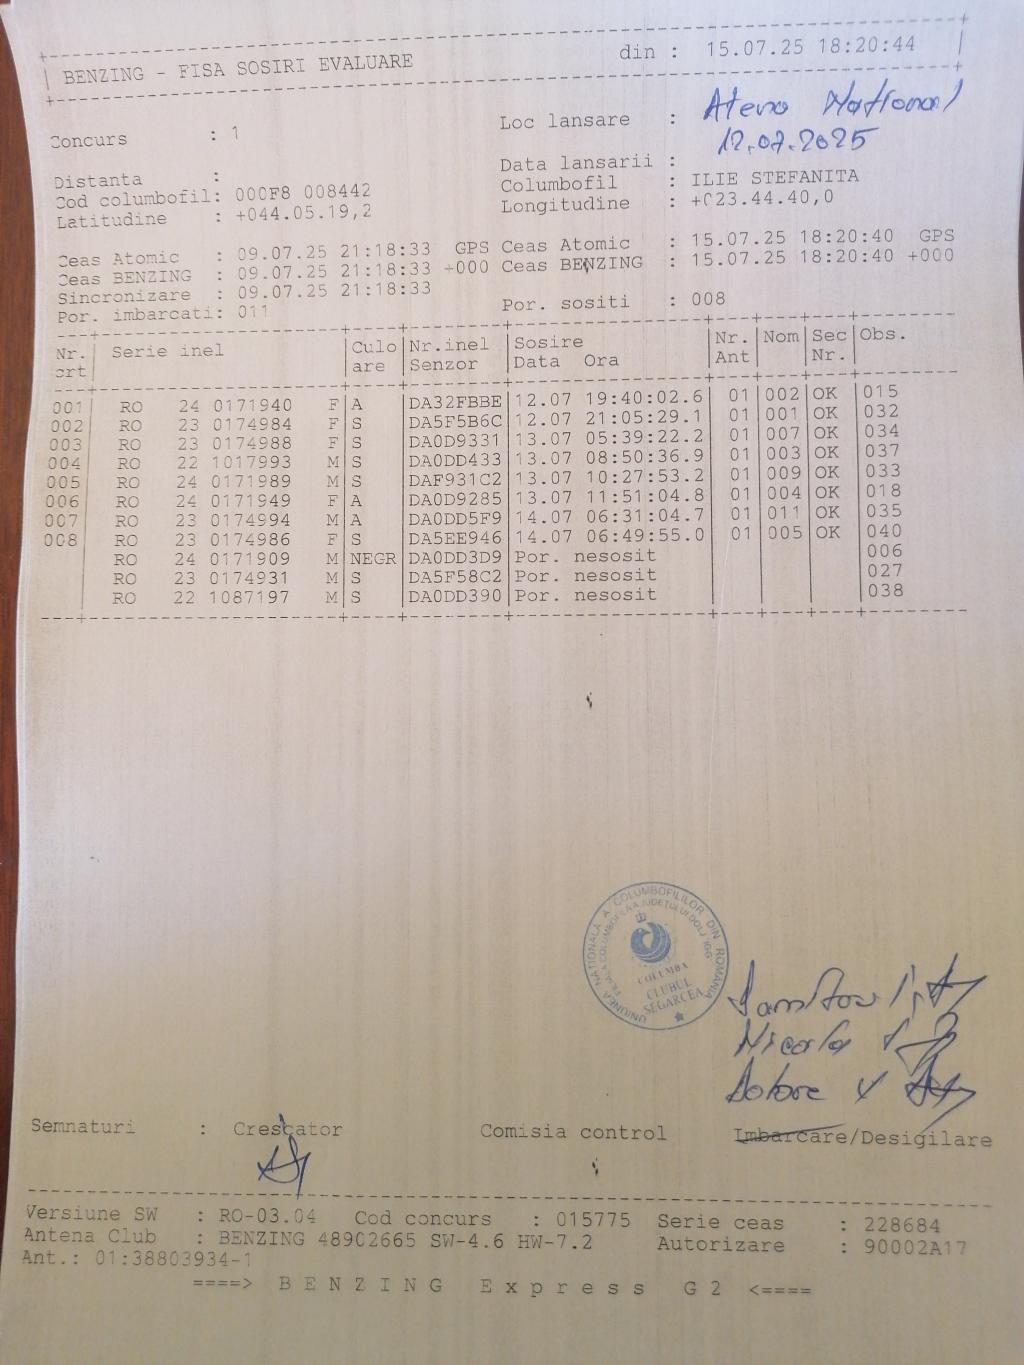 BENZING - FISA SOSIRI EVALUARE din : 15.07.25 18:20:44
Concurs : 1 Loc lansare : Atena National
12.07.2025
Distanta : Data lansarii :
Cod columbofil: 000F8 008442 Columbofil : ILIE STEFANITA
Latitudine : +044.05.19,2 Longitudine : +023.44.40,0
Ceas Atomic : 09.07.25 21:18:33 GPS Ceas Atomic : 15.07.25 18:20:40 GPS
Ceas BENZING : 09.07.25 21:18:33 +000 Ceas BENZING : 15.07.25 18:20:40 +000
Sincronizare : 09.07.25 21:18:33
Por. imbarcati: 011 Por. sositi : 008
Nr. Serie inel Culo Nr.inel Sosire Nr. Nom Sec Obs.
crt are Senzor Data Ora Ant Nr.
001 RO 24 0171940 F A DA32FBBE 12.07 19:40:02.6 01 002 OK 015
002 RO 23 0174984 F S DA5F5B6C 12.07 21:05:29.1 01 001 OK 032
003 RO 23 0174988 F S DA0D9331 13.07 05:39:22.2 01 007 OK 034
004 RO 22 1017993 M S DA0DD433 13.07 08:50:36.9 01 003 OK 037
005 RO 24 0171989 M S DAF931C2 13.07 10:27:53.2 01 009 OK 033
006 RO 24 0171949 F A DA0D9285 13.07 11:51:04.8 01 004 OK 018
007 RO 23 0174994 M A DA0DD5F9 14.07 06:31:04.7 01 011 OK 035
008 RO 23 0174986 F S DA5EE946 14.07 06:49:55.0 01 005 OK 040
RO 24 0171909 M NEGR DA0DD3D9 Por. nesosit 006
RO 23 0174931 M S DA5F58C2 Por. nesosit 027
RO 22 1087197 M S DA0DD390 Por. nesosit 038
UNIUNEA NATIONALA A COLUMBOFILILOR DIN ROMANIA
COLUMBA
CLUBUL
SEGARCEA
Semnaturi : Crescator Comisia control Imbarcare/Desigilare
Versiune SW : RO-03.04 Cod concurs : 015775 Serie ceas : 228684
Antena Club : BENZING 48902665 SW-4.6 HW-7.2 Autorizare : 90002A17
Ant.: 01:38803934-1
====> BENZING Express G2 <====